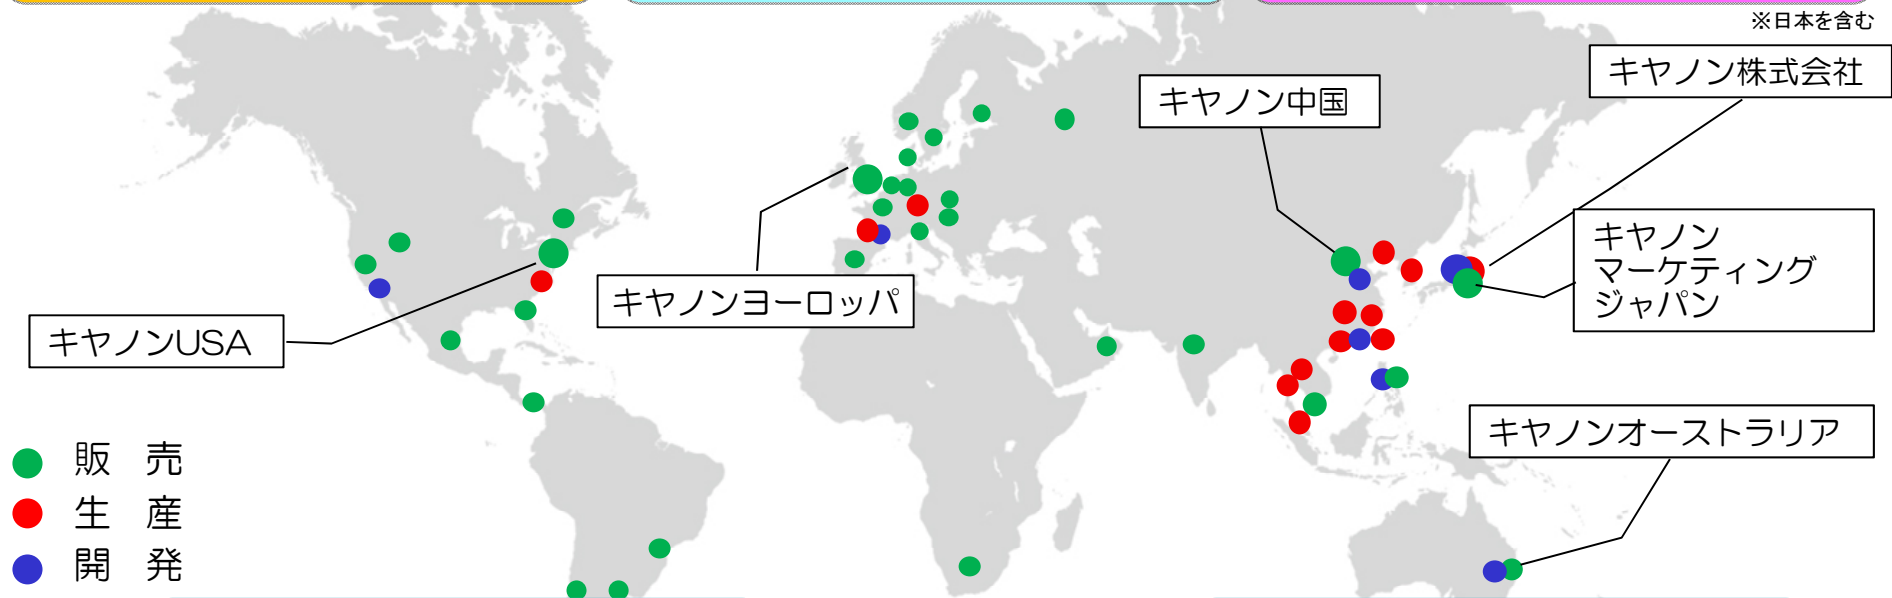 ※日本を含む
キヤノン株式会社
キヤノン中国
キヤノン
マーケティング
ジャパン
キヤノンヨーロッパ
キヤノンUSA
キヤノンオーストラリア
販　売
生　産
開　発